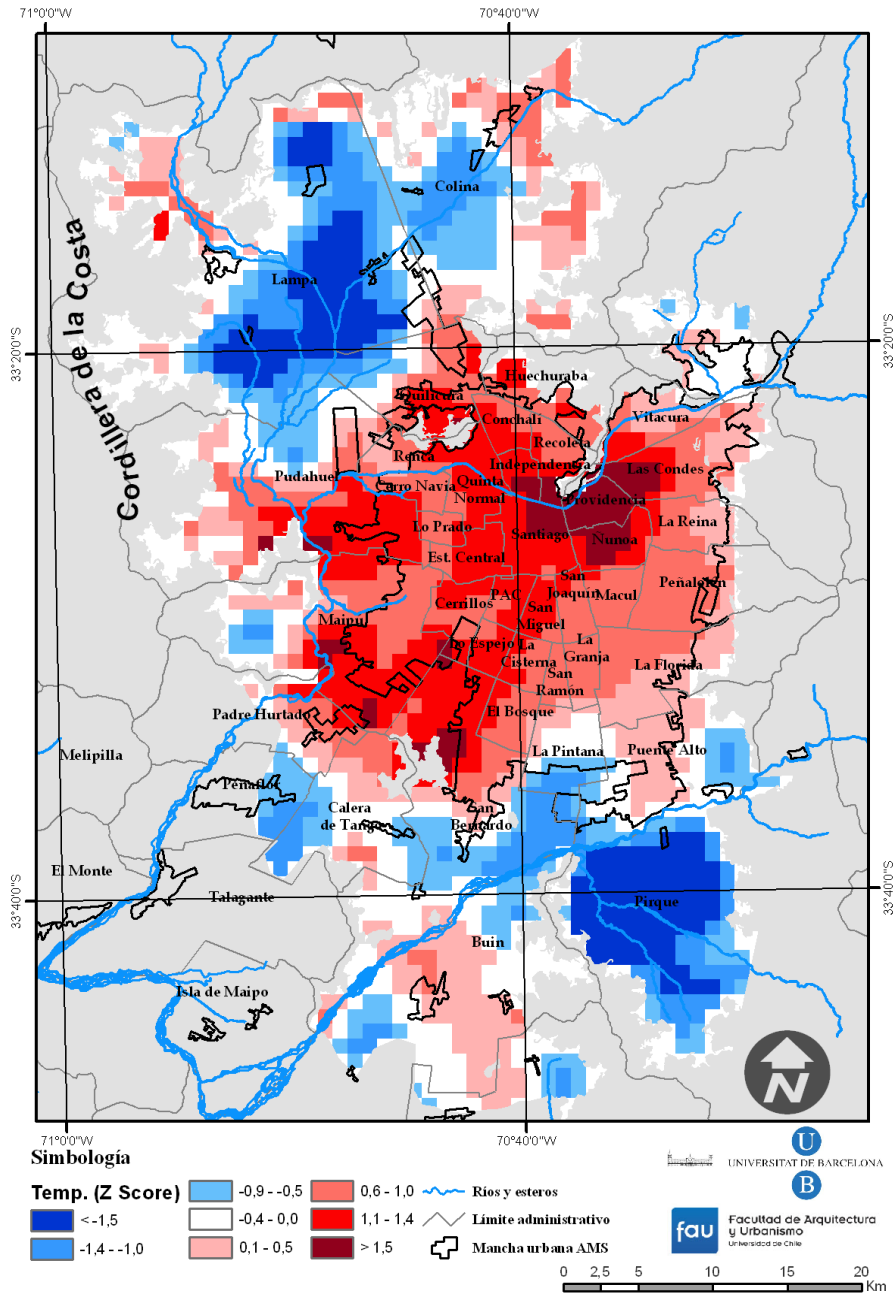 71°0'0"W
70°40'0"W
Colina
Cordillera de la Costa
Lampa
33°20'0"S
33°20'0"S
Huechuraba
Quilicura
Conchalí
Vitacura
Recoleta
Renca
Independencia
Las Condes
Pudahuel
Cerro Navia
Quinta
Normal
Providencia
La Reina
Lo Prado
Santiago
Nunoa
Est. Central
San
Joaquín
Macul
Peñalolén
PAC
Cerrillos
San
Miguel
Maipú
Lo Espejo
La
Cisterna
La
Granja
La Florida
San
Ramón
Padre Hurtado
El Bosque
Melipilla
La Pintana
Puente Alto
Peñaflor
Calera
de Tango
San
Bernardo
El Monte
Talagante
33°40'0"S
33°40'0"S
Pirque
Buin
Isla de Maipo
N
71°0'0"W
70°40'0"W
Simbología
Temp. (Z Score)
< -1,5
-1,4 - -1,0
-0,9 - -0,5
-0,4 - 0,0
0,1 - 0,5
0,6 - 1,0
1,1 - 1,4
> 1,5
Ríos y esteros
Límite administrativo
Mancha urbana AMS
U
UNIVERSITAT DE BARCELONA
B
fau
Facultad de Arquitectura
y Urbanismo
Universidad de Chile
0 2,5 5 10 15 20
Km